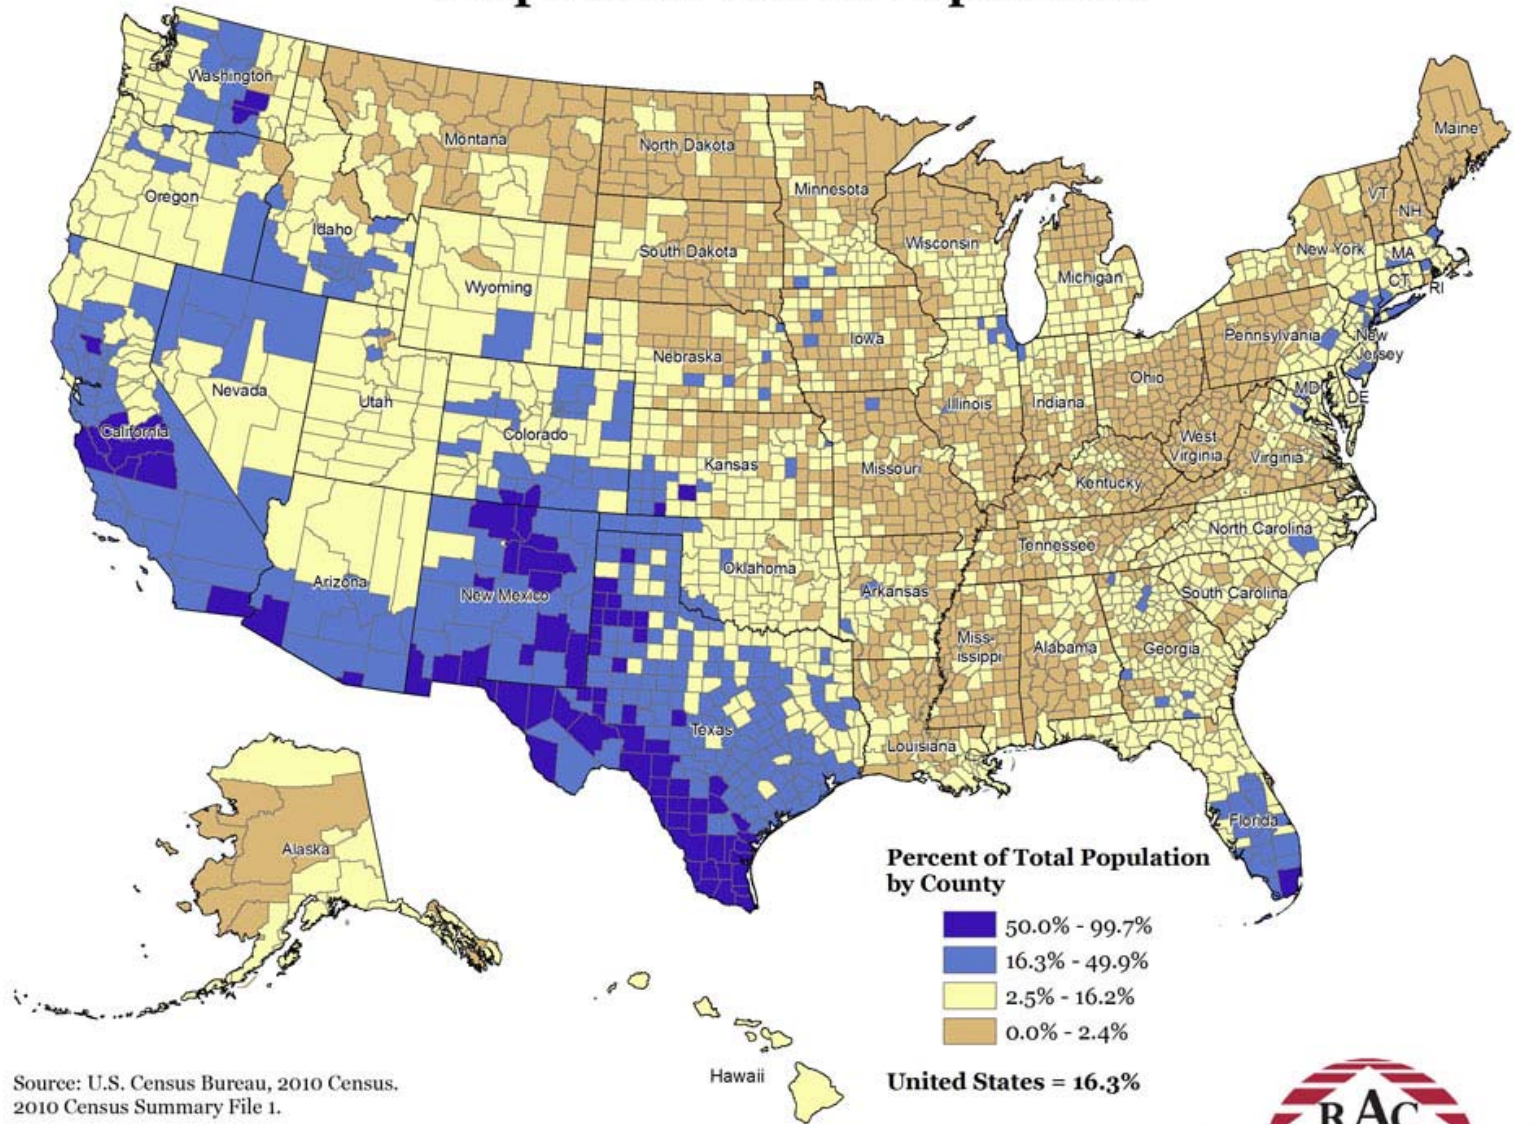 Washington
Montana
North Dakota
Minnesota
Maine
Oregon
Idaho
South Dakota
Wisconsin
VT
NH
New York
MA
CT
RI
Wyoming
Michigan
Nebraska
Iowa
Pennsylvania
New
Jersey
Nevada
Utah
Illinois
Indiana
Ohio
MD
DE
California
Colorado
Kansas
Missouri
West
Virginia
Virginia
Kentucky
Arizona
New Mexico
Oklahoma
Arkansas
Tennessee
North Carolina
South Carolina
Miss-
issippi
Alabama
Georgia
Texas
Louisiana
Florida
Alaska
Hawaii
Percent of Total Population
by County
50.0% - 99.7%
16.3% - 49.9%
2.5% - 16.2%
0.0% - 2.4%
United States = 16.3%
Source: U.S. Census Bureau, 2010 Census.
2010 Census Summary File 1.
RAC